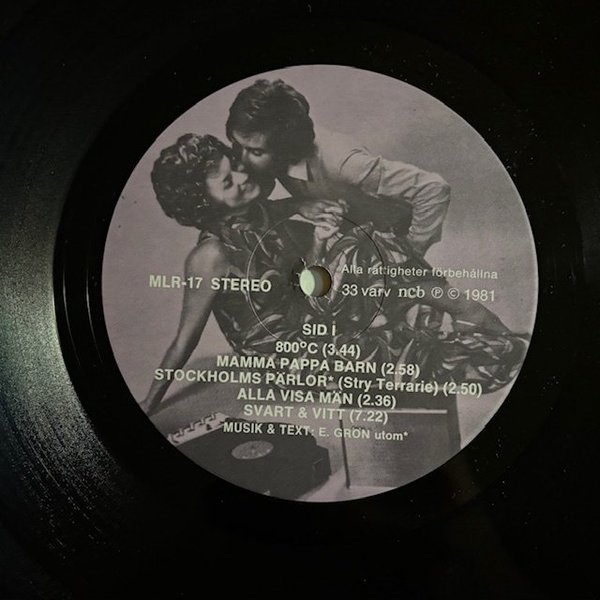 MLR-17 STEREO
Alla rättigheter förbehållna
33 varv ncb Ⓟ © 1981
SID I
800°C (3.44)
MAMMA PAPPA BARN (2.58)
STOCKHOLMS PÄRLOR* (Stry Terrarie) (2.50)
ALLA VISA MÄN (2.36)
SVART & VITT (7.22)
MUSIK & TEXT: E. GRÖN utom*